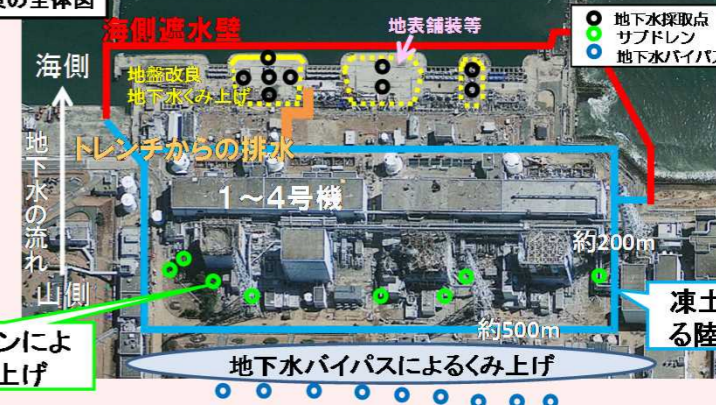 の全体図
海側遮水壁
地表舗装等
地下水採取点
サブドレン
地下水バイパス
海側
地盤改良
地下水くみ上げ
トレンチからの排水
地下水の流れ
1～4号機
約200m
山側
凍土
る陸
ンによ
上げ
約500m
地下水バイパスによるくみ上げ